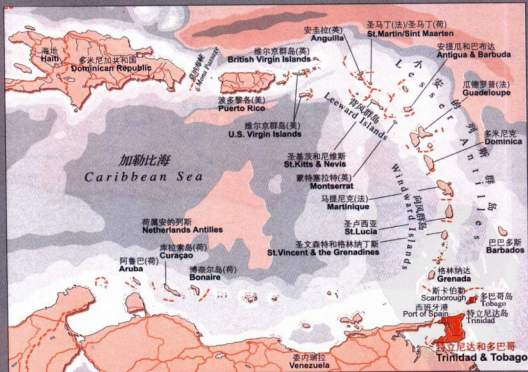 海地
Haiti
多米尼加共和国
Dominican Republic
莫纳海峡
Mona Passage
波多黎各(美)
Puerto Rico
维尔京群岛(英)
British Virgin Islands
维尔京群岛(美)
U.S. Virgin Islands
安圭拉(英)
Anguilla
圣马丁(法)/圣马丁(荷)
St.Martin/Sint Maarten
安提瓜和巴布达
Antigua & Barbuda
小安的列斯群岛
Lesser Antilles
背风群岛
Leeward Islands
瓜德罗普(法)
Guadeloupe
多米尼克
Dominica
圣基茨和尼维斯
St.Kitts & Nevis
蒙特塞拉特(英)
Montserrat
马提尼克(法)
Martinique
向风群岛
Windward Islands
圣卢西亚
St.Lucia
圣文森特和格林纳丁斯
St.Vincent & the Grenadines
巴巴多斯
Barbados
加勒比海
Caribbean Sea
荷属安的列斯
Netherlands Antilles
库拉索岛(荷)
Curaçao
阿鲁巴(荷)
Aruba
博奈尔岛(荷)
Bonaire
格林纳达
Grenada
斯卡伯勒
Scarborough
多巴哥岛
Tobago
西班牙港
Port of Spain
特立尼达岛
Trinidad
特立尼达和多巴哥
Trinidad & Tobago
委内瑞拉
Venezuela